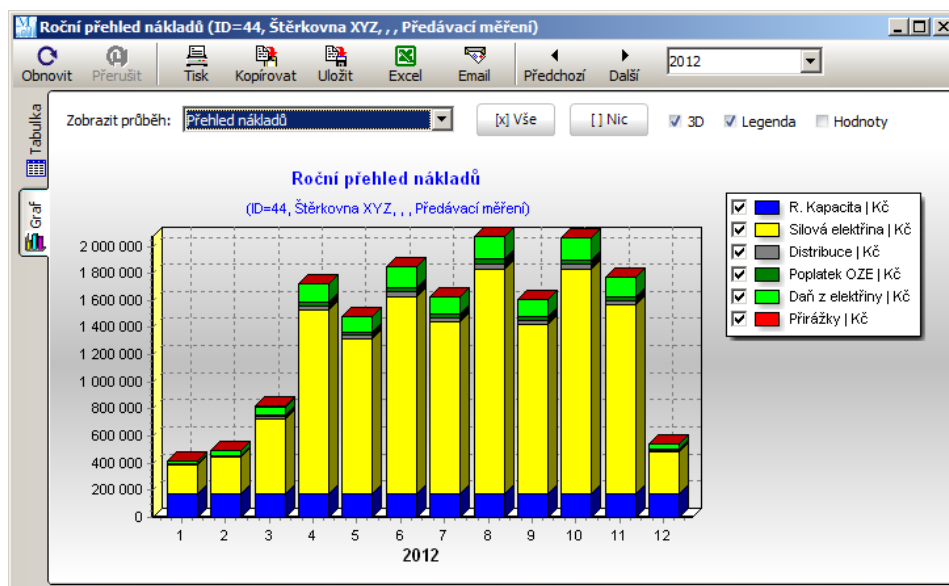 Roční přehled nákladů (ID=44, Štěrkovna XYZ, , , Předávací měření)
Obnovit Přerušit Tisk Kopírovat Uložit Excel Email Předchozí Další 2012
Tabulka
Graf
Zobrazit průběh: Přehled nákladů [x] Vše [ ] Nic 3D Legenda Hodnoty
Roční přehled nákladů
(ID=44, Štěrkovna XYZ, , , Předávací měření)
R. Kapacita | Kč
Silová elektřina | Kč
Distribuce | Kč
Poplatek OZE | Kč
Daň z elektřiny | Kč
Přirážky | Kč
2 000 000
1 800 000
1 600 000
1 400 000
1 200 000
1 000 000
800 000
600 000
400 000
200 000
0
1 2 3 4 5 6 7 8 9 10 11 12
2012